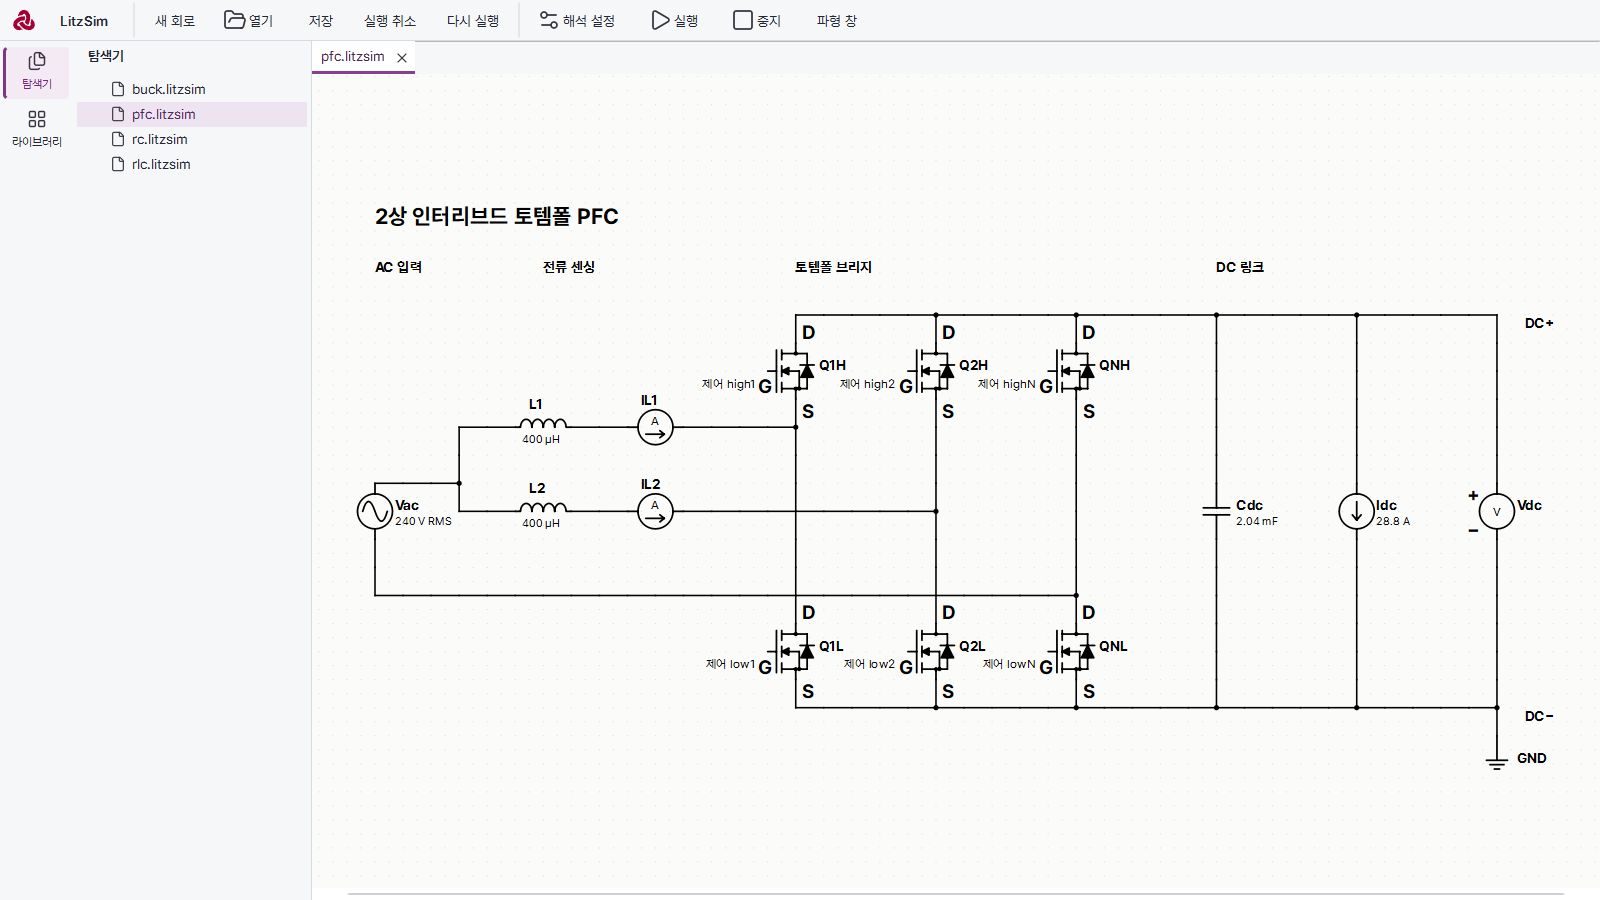 LitzSim
새 회로
열기
저장
실행 취소
다시 실행
해석 설정
실행
중지
파형 창
탐색기
라이브러리
탐색기
buck.litzsim
pfc.litzsim
rc.litzsim
rlc.litzsim
pfc.litzsim
2상 인터리브드 토템폴 PFC
AC 입력
전류 센싱
토템폴 브리지
DC 링크
DC+
D
D
D
Q1H
Q2H
QNH
제어 high1
G
제어 high2
G
제어 highN
G
S
S
S
L1
400 µH
IL1
A
L2
400 µH
IL2
A
Vac
240 V RMS
Cdc
2.04 mF
Idc
28.8 A
+
V
−
Vdc
D
D
D
Q1L
Q2L
QNL
제어 low1
G
제어 low2
G
제어 lowN
G
S
S
S
DC−
GND